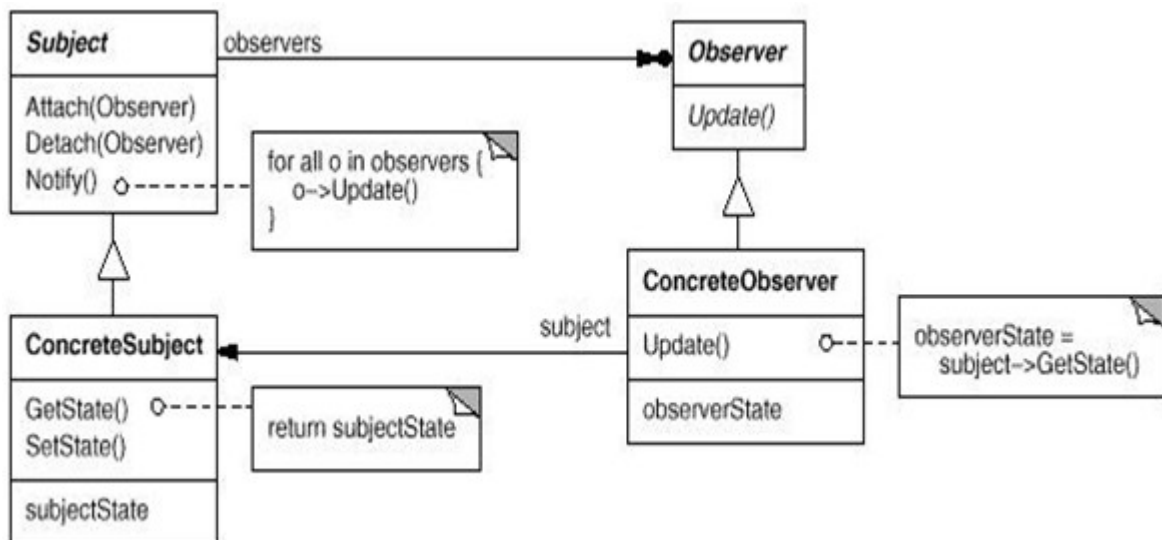 Subject
Attach(Observer)
Detach(Observer)
Notify()
observers
for all o in observers {
o->Update()
}
Observer
Update()
ConcreteSubject
GetState()
SetState()
subjectState
return subjectState
subject
ConcreteObserver
Update()
observerState
observerState =
subject->GetState()